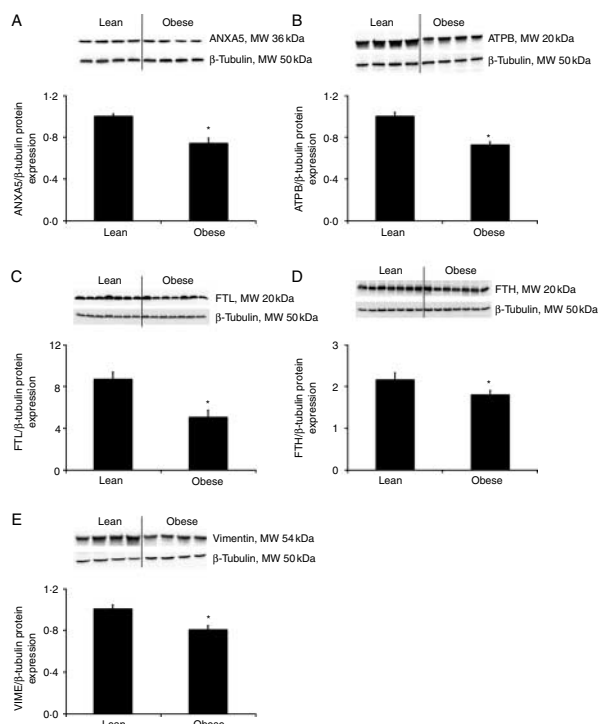 A
Lean Obese
ANXA5, MW 36 kDa
β-Tubulin, MW 50 kDa
ANXA5/β-tubulin protein
expression
1·2
0·8
0·4
0·0
*
Lean Obese
B
Lean Obese
ATPB, MW 20 kDa
β-Tubulin, MW 50 kDa
ATPB/β-tubulin protein
expression
1·2
0·8
0·4
0·0
*
Lean Obese
C
Lean Obese
FTL, MW 20 kDa
β-Tubulin, MW 50 kDa
FTL/β-tubulin protein
expression
12
8
4
0
*
Lean Obese
D
Lean Obese
FTH, MW 20 kDa
β-Tubulin, MW 50 kDa
FTH/β-tubulin protein
expression
3
2
1
0
*
Lean Obese
E
Lean Obese
Vimentin, MW 54 kDa
β-Tubulin, MW 50 kDa
VIME/β-tubulin protein
expression
1·2
0·8
0·4
0·0
*
Lean Obese